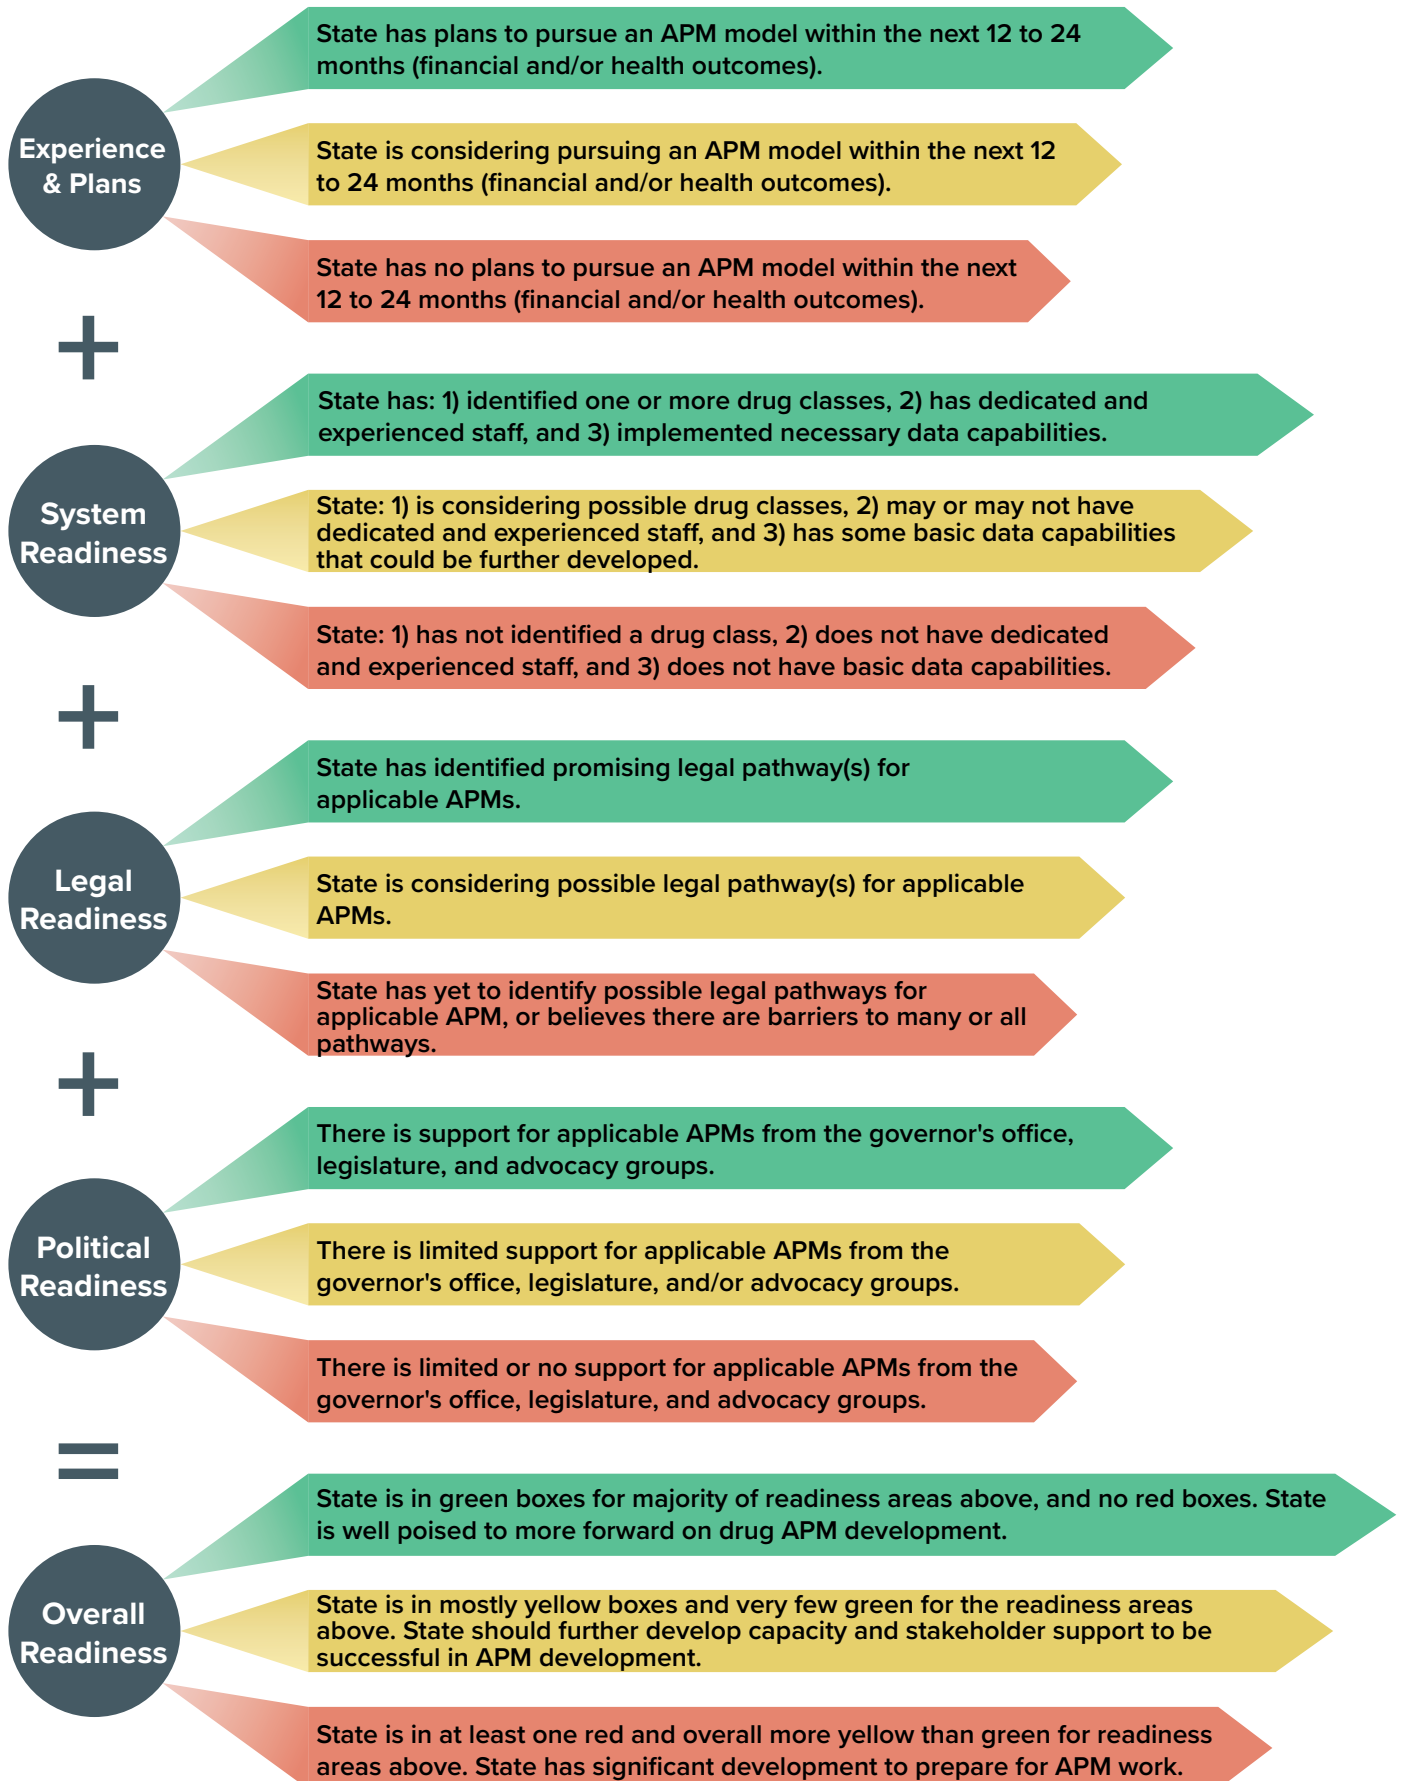 Experience
& Plans
State has plans to pursue an APM model within the next 12 to 24
months (financial and/or health outcomes).
State is considering pursuing an APM model within the next 12
to 24 months (financial and/or health outcomes).
State has no plans to pursue an APM model within the next
12 to 24 months (financial and/or health outcomes).
+
System
Readiness
State has: 1) identified one or more drug classes, 2) has dedicated and
experienced staff, and 3) implemented necessary data capabilities.
State: 1) is considering possible drug classes, 2) may or may not have
dedicated and experienced staff, and 3) has some basic data capabilities
that could be further developed.
State: 1) has not identified a drug class, 2) does not have dedicated
and experienced staff, and 3) does not have basic data capabilities.
+
Legal
Readiness
State has identified promising legal pathway(s) for
applicable APMs.
State is considering possible legal pathway(s) for applicable
APMs.
State has yet to identify possible legal pathways for
applicable APM, or believes there are barriers to many or all
pathways.
+
Political
Readiness
There is support for applicable APMs from the governor's office,
legislature, and advocacy groups.
There is limited support for applicable APMs from the
governor's office, legislature, and/or advocacy groups.
There is limited or no support for applicable APMs from the
governor's office, legislature, and advocacy groups.
=
Overall
Readiness
State is in green boxes for majority of readiness areas above, and no red boxes. State
is well poised to more forward on drug APM development.
State is in mostly yellow boxes and very few green for the readiness areas
above. State should further develop capacity and stakeholder support to be
successful in APM development.
State is in at least one red and overall more yellow than green for readiness
areas above. State has significant development to prepare for APM work.